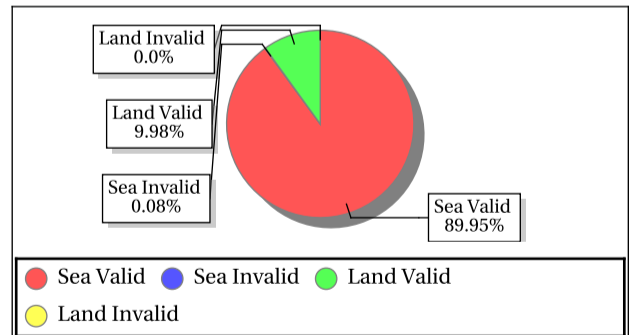 Land Invalid
0.0%
Land Valid
9.98%
Sea Invalid
0.08%
Sea Valid
89.95%
Sea Valid Sea Invalid Land Valid
Land Invalid